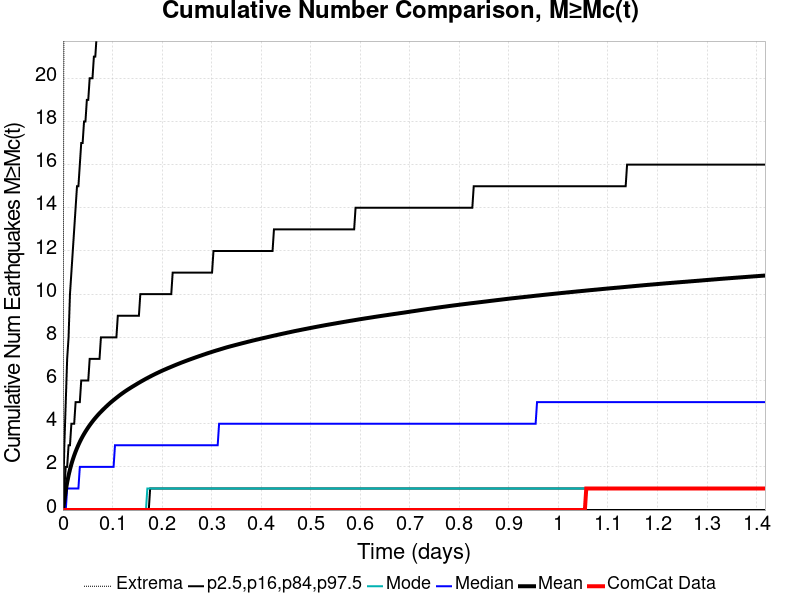 Cumulative Number Comparison, M≥Mc(t)
Cumulative Num Earthquakes M≥Mc(t)
20
18
16
14
12
10
8
6
4
2
0
0 0.1 0.2 0.3 0.4 0.5 0.6 0.7 0.8 0.9 1 1.1 1.2 1.3 1.4
Time (days)
Extrema p2.5,p16,p84,p97.5 Mode Median Mean ComCat Data